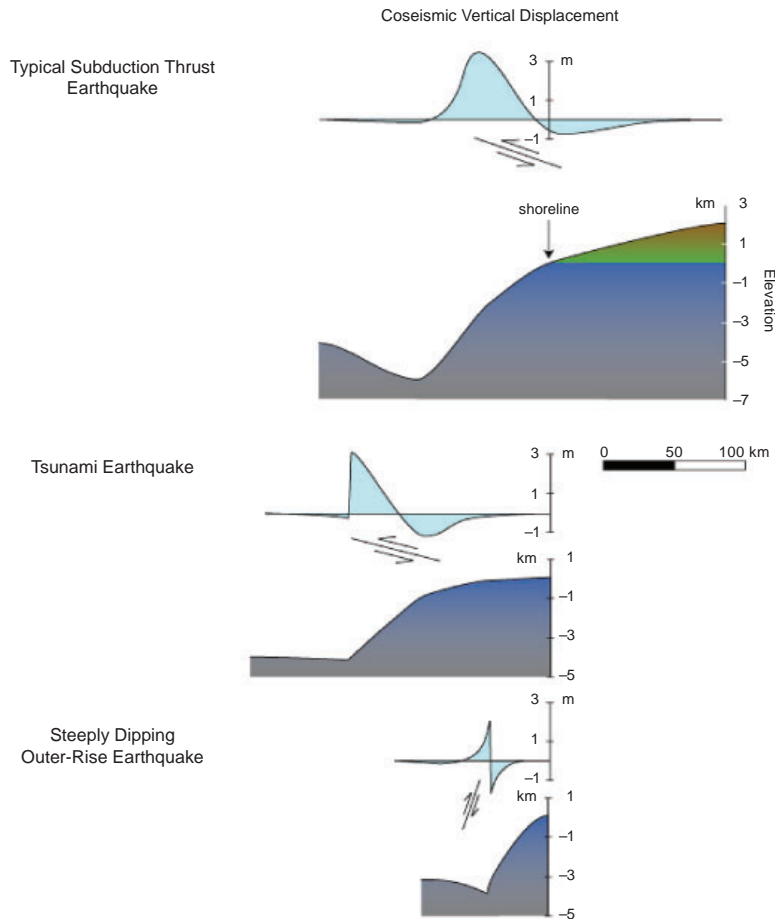 Coseismic Vertical Displacement
Typical Subduction Thrust
Earthquake
3 m
1
–1
shoreline
km 3
1
–1
–3
–5
–7
Elevation
Tsunami Earthquake
3 m
1
–1
0 50 100 km
km 1
–1
–3
–5
Steeply Dipping
Outer-Rise Earthquake
3 m
1
–1
km 1
–1
–3
–5